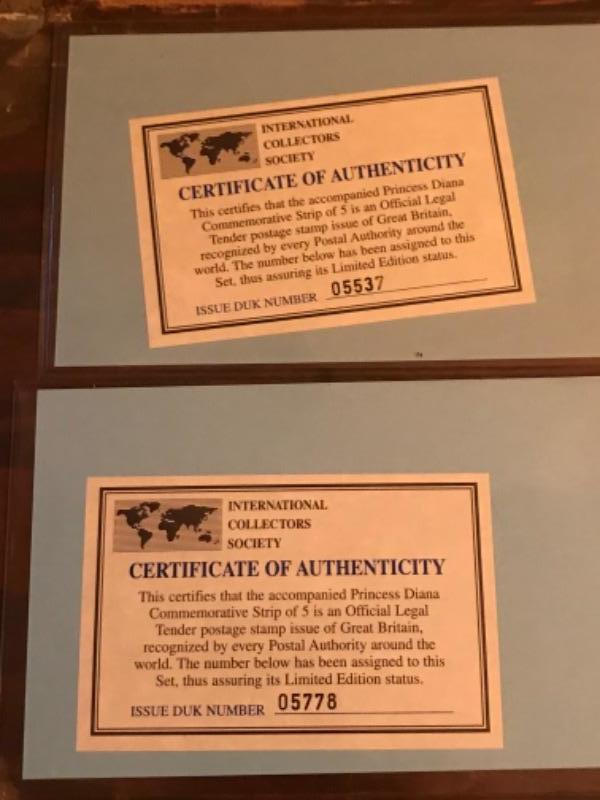 INTERNATIONAL
COLLECTORS
SOCIETY
CERTIFICATE OF AUTHENTICITY
This certifies that the accompanied Princess Diana
Commemorative Strip of 5 is an Official Legal
Tender postage stamp issue of Great Britain,
recognized by every Postal Authority around the
world. The number below has been assigned to this
Set, thus assuring its Limited Edition status.
ISSUE DUK NUMBER 05537
INTERNATIONAL
COLLECTORS
SOCIETY
CERTIFICATE OF AUTHENTICITY
This certifies that the accompanied Princess Diana
Commemorative Strip of 5 is an Official Legal
Tender postage stamp issue of Great Britain,
recognized by every Postal Authority around the
world. The number below has been assigned to this
Set, thus assuring its Limited Edition status.
ISSUE DUK NUMBER 05778